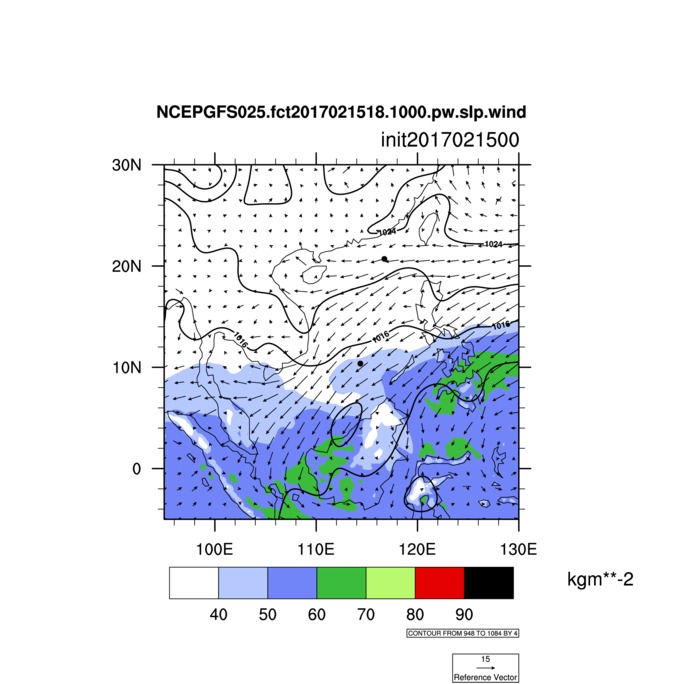 NCEPGFS025.fct2017021518.1000.pw.slp.wind
init2017021500
30N
1024
1024
20N
1016
1016
1016
10N
0
100E 110E 120E 130E
kgm**-2
40 50 60 70 80 90
CONTOUR FROM 948 TO 1084 BY 4
15
Reference Vector